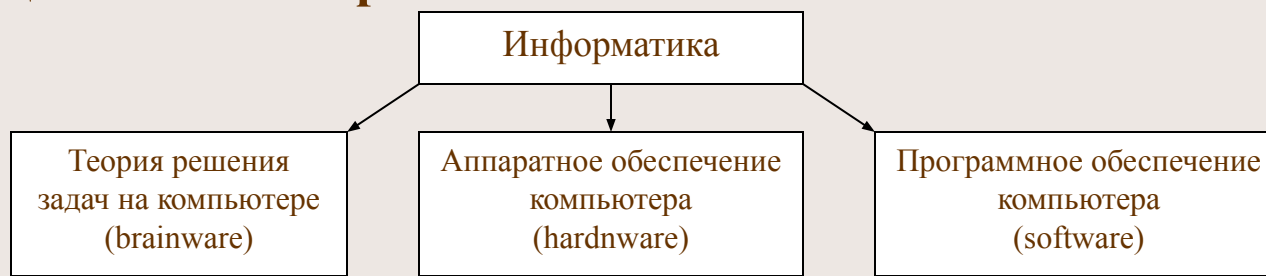 Информатика
Теория решения
задач на компьютере
(brainware)
Аппаратное обеспечение
компьютера
(hardnware)
Программное обеспечение
компьютера
(software)